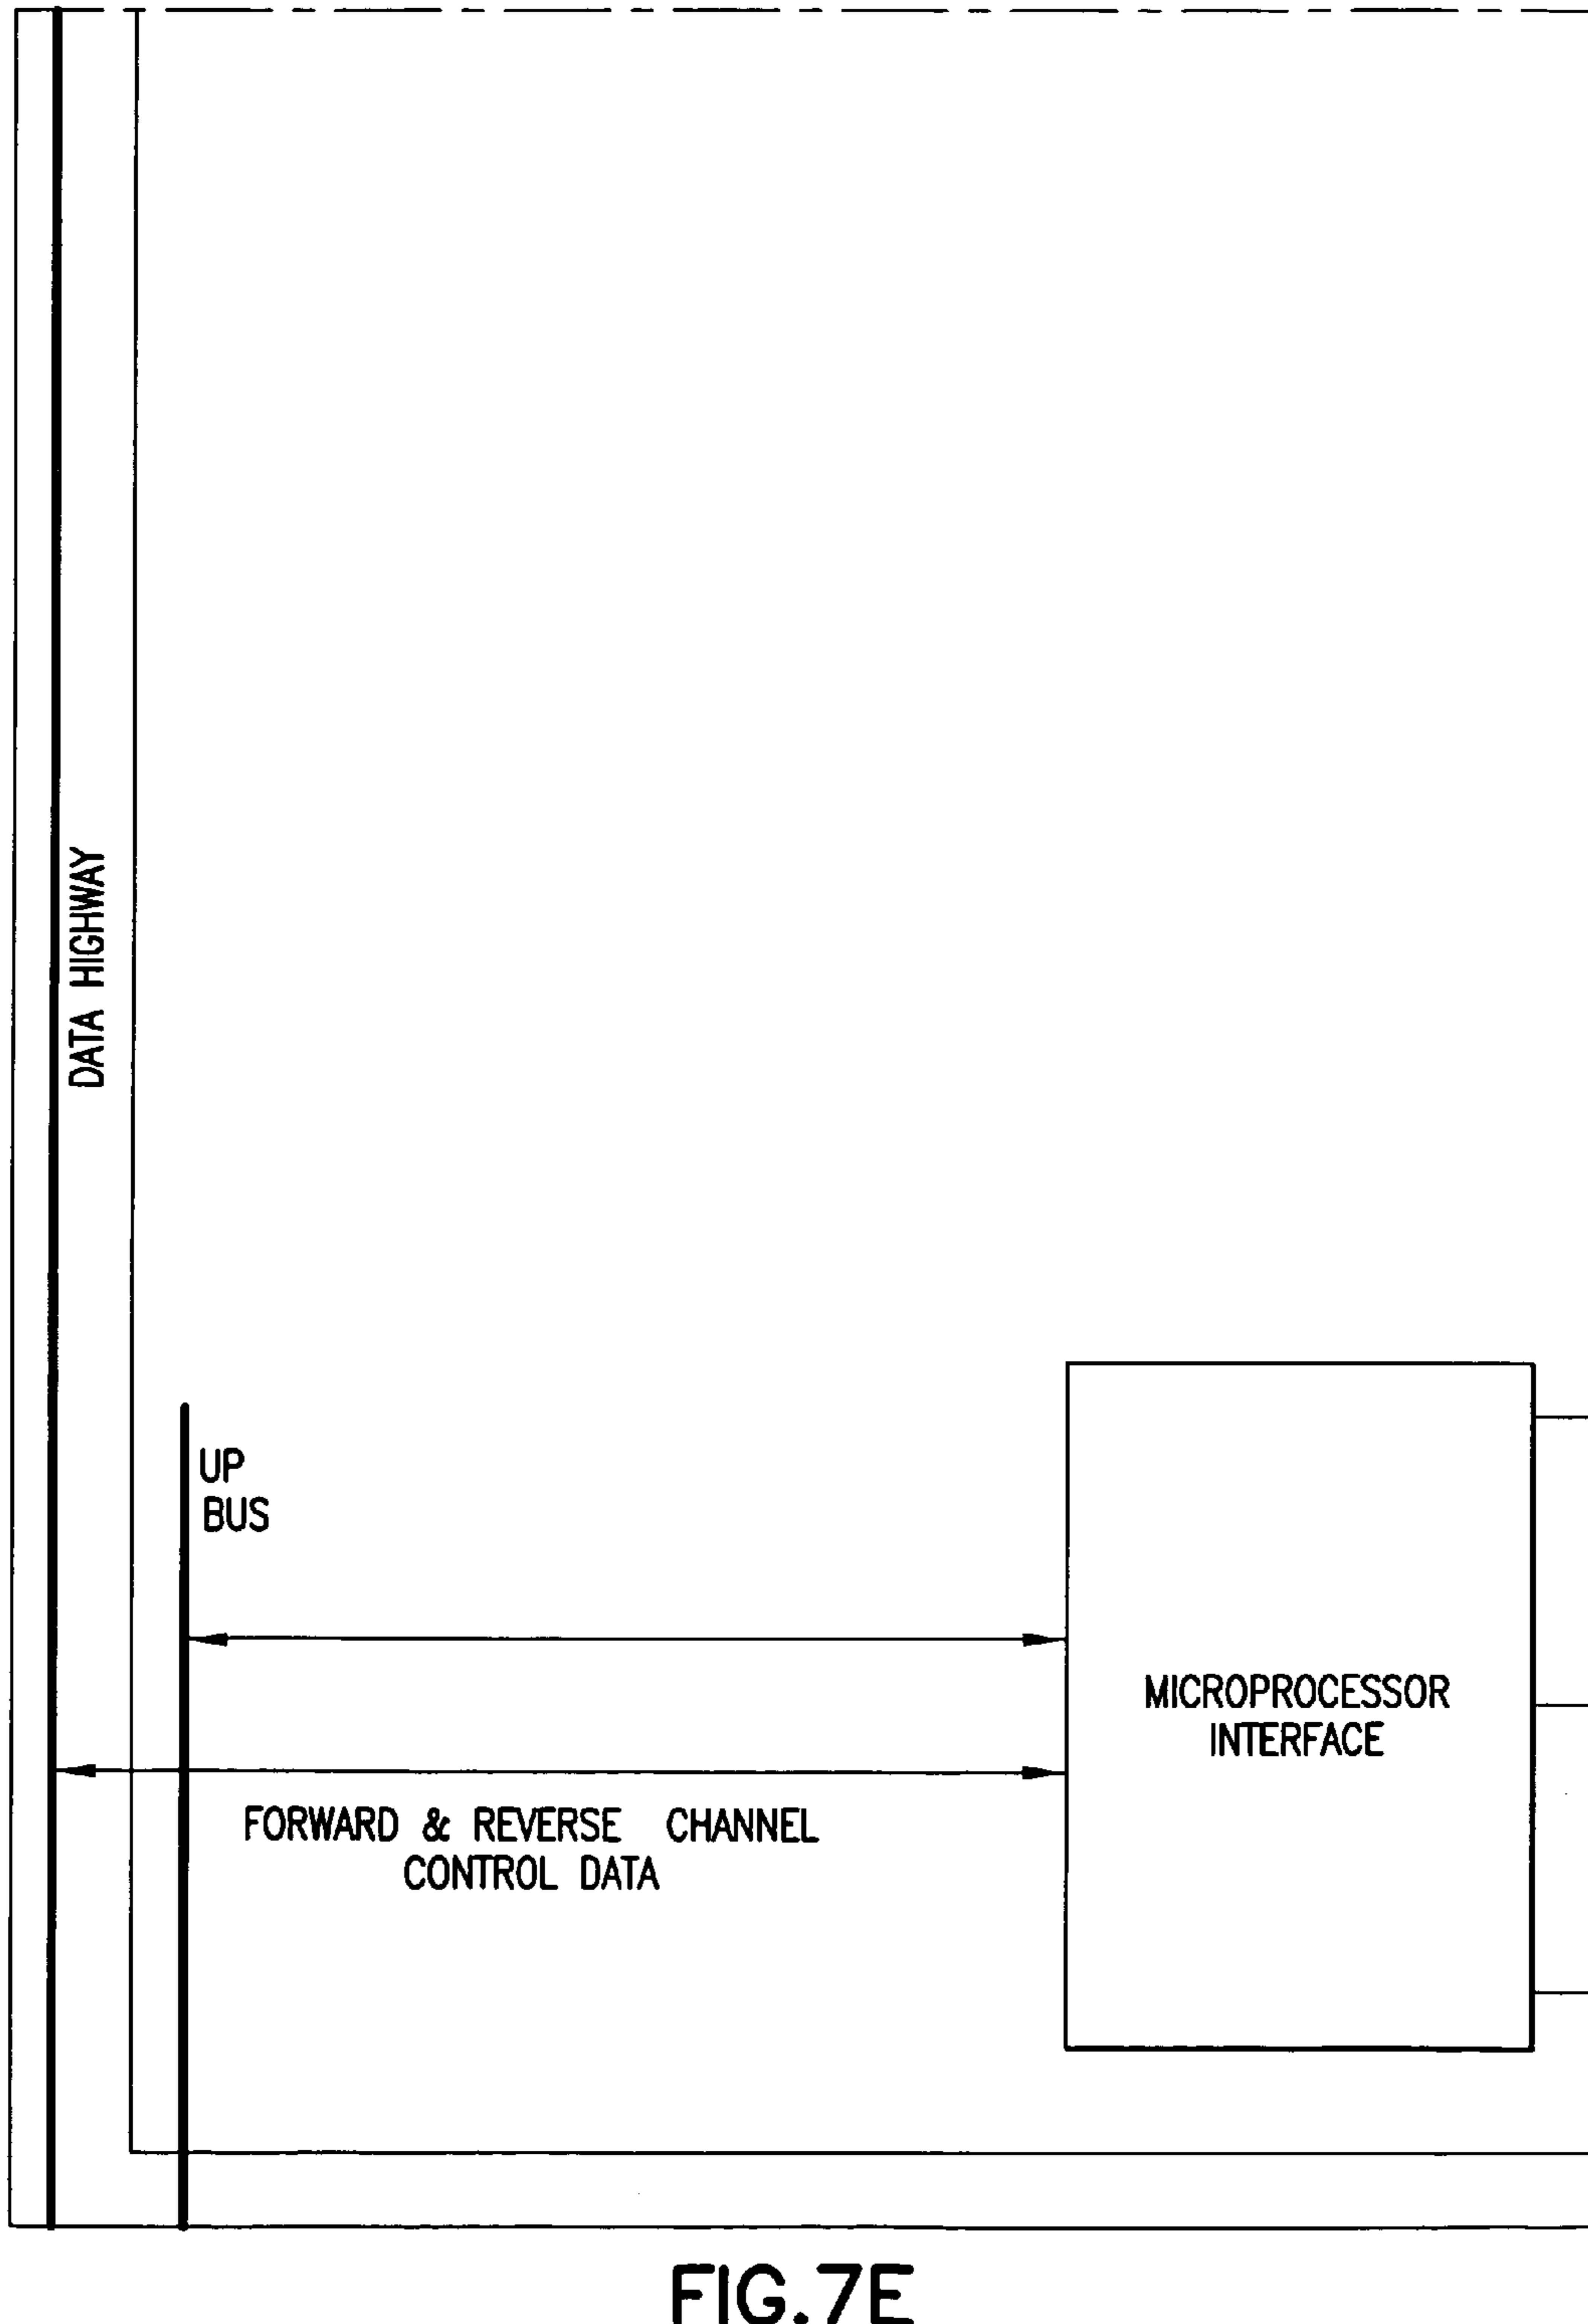 DATA HIGHWAY
UP
BUS
MICROPROCESSOR
INTERFACE
FORWARD & REVERSE CHANNEL
CONTROL DATA
FIG.7E